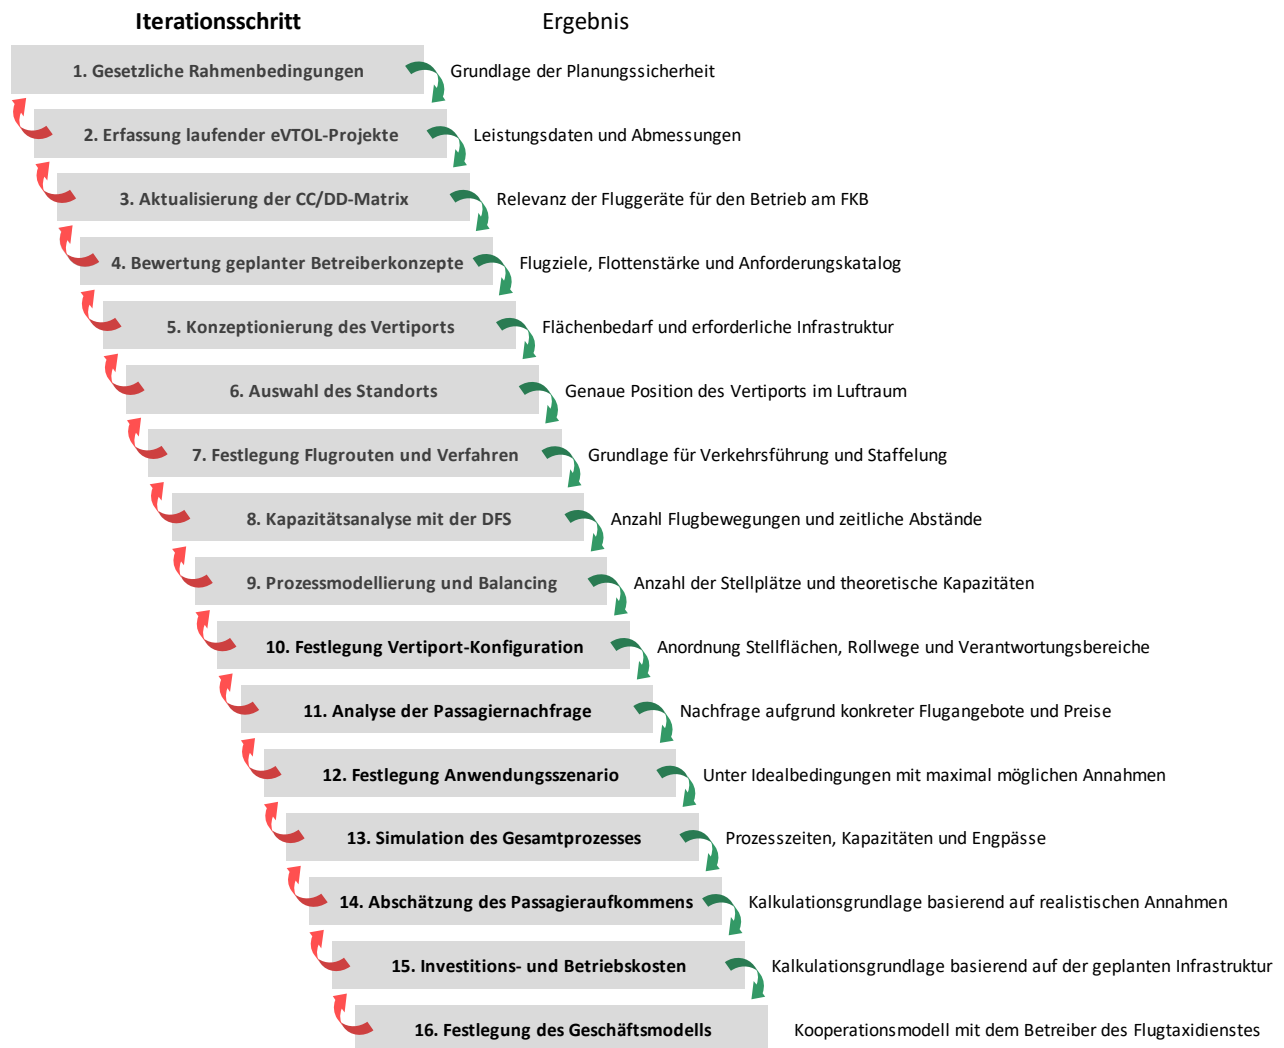 Iterationsschritt Ergebnis
1. Gesetzliche Rahmenbedingungen Grundlage der Planungssicherheit
2. Erfassung laufender eVTOL-Projekte Leistungsdaten und Abmessungen
3. Aktualisierung der CC/DD-Matrix Relevanz der Fluggeräte für den Betrieb am FKB
4. Bewertung geplanter Betreiberkonzepte Flugziele, Flottenstärke und Anforderungskatalog
5. Konzeptionierung des Vertiports Flächenbedarf und erforderliche Infrastruktur
6. Auswahl des Standorts Genaue Position des Vertiports im Luftraum
7. Festlegung Flugrouten und Verfahren Grundlage für Verkehrsführung und Staffelung
8. Kapazitätsanalyse mit der DFS Anzahl Flugbewegungen und zeitliche Abstände
9. Prozessmodellierung und Balancing Anzahl der Stellplätze und theoretische Kapazitäten
10. Festlegung Vertiport-Konfiguration Anordnung Stellflächen, Rollwege und Verantwortungsbereiche
11. Analyse der Passagiernachfrage Nachfrage aufgrund konkreter Flugangebote und Preise
12. Festlegung Anwendungsszenario Unter Idealbedingungen mit maximal möglichen Annahmen
13. Simulation des Gesamtprozesses Prozesszeiten, Kapazitäten und Engpässe
14. Abschätzung des Passagieraufkommens Kalkulationsgrundlage basierend auf realistischen Annahmen
15. Investitions- und Betriebskosten Kalkulationsgrundlage basierend auf der geplanten Infrastruktur
16. Festlegung des Geschäftsmodells Kooperationsmodell mit dem Betreiber des Flugtaxidienstes